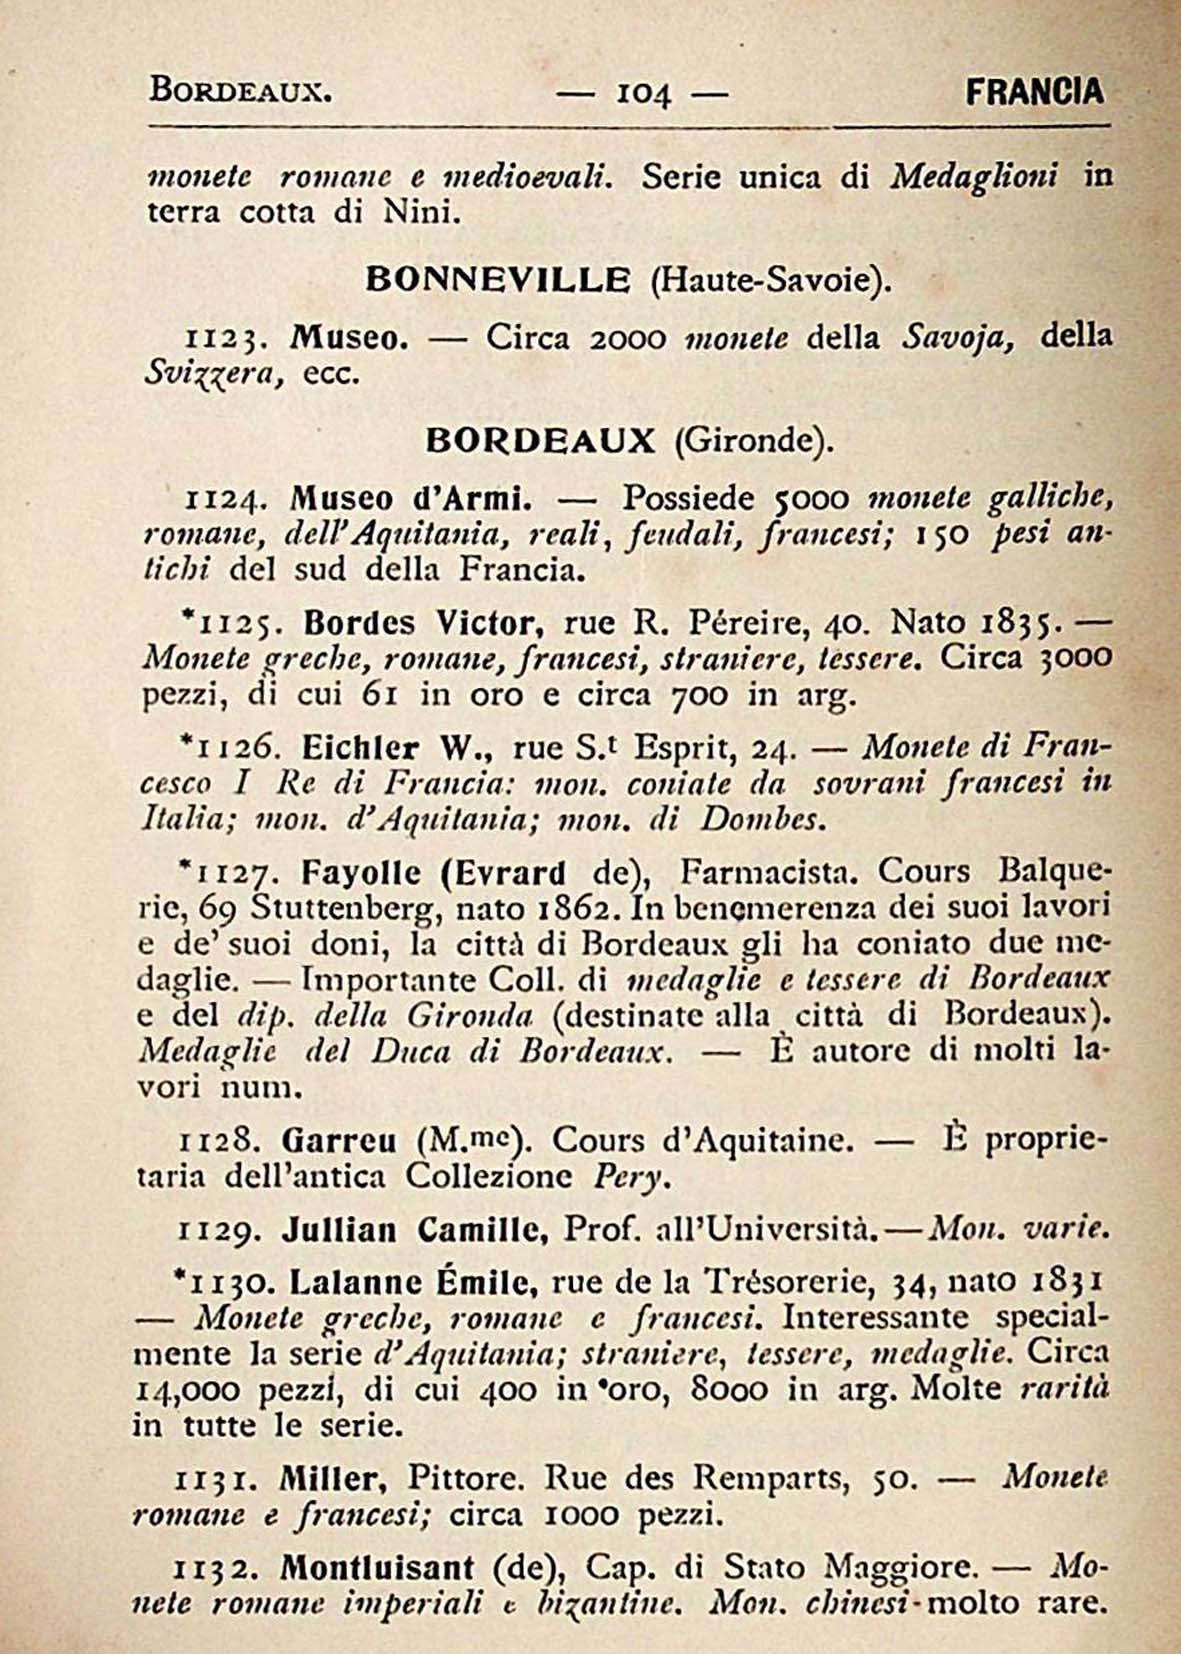 BORDEAUX. — 104 — FRANCIA
monete romane e medioevali. Serie unica di Medaglioni in
terra cotta di Nini.
BONNEVILLE (Haute-Savoie).
1123. Museo. — Circa 2000 monete della Savoja, della
Svizzera, ecc.
BORDEAUX (Gironde).
1124. Museo d'Armi. — Possiede 5000 monete galliche,
romane, dell'Aquitania, reali, feudali, francesi; 150 pesi an-
tichi del sud della Francia.
*1125. Bordes Victor, rue R. Péreire, 40. Nato 1835. —
Monete greche, romane, francesi, straniere, tessere. Circa 3000
pezzi, di cui 61 in oro e circa 700 in arg.
*1126. Eichler W., rue S.t Esprit, 24. — Monete di Fran-
cesco I Re di Francia: mon. coniate da sovrani francesi in
Italia; mon. d'Aquitania; mon. di Dombes.
*1127. Fayolle (Evrard de), Farmacista. Cours Balque-
rie, 69 Stuttenberg, nato 1862. In benemerenza dei suoi lavori
e de' suoi doni, la città di Bordeaux gli ha coniato due me-
daglie. — Importante Coll. di medaglie e tessere di Bordeaux
e del dip. della Gironda (destinate alla città di Bordeaux).
Medaglie del Duca di Bordeaux. — È autore di molti la-
vori num.
1128. Garreu (M.me). Cours d'Aquitaine. — È proprie-
taria dell'antica Collezione Pery.
1129. Jullian Camille, Prof. all'Università. — Mon. varie.
*1130. Lalanne Émile, rue de la Trésorerie, 34, nato 1831
— Monete greche, romane e francesi. Interessante special-
mente la serie d'Aquitania; straniere, tessere, medaglie. Circa
14,000 pezzi, di cui 400 in oro, 8000 in arg. Molte rarità
in tutte le serie.
1131. Miller, Pittore. Rue des Remparts, 50. — Monete
romane e francesi; circa 1000 pezzi.
1132. Montluisant (de), Cap. di Stato Maggiore. — Mo-
nete romane imperiali e bizantine. Mon. chinesi - molto rare.